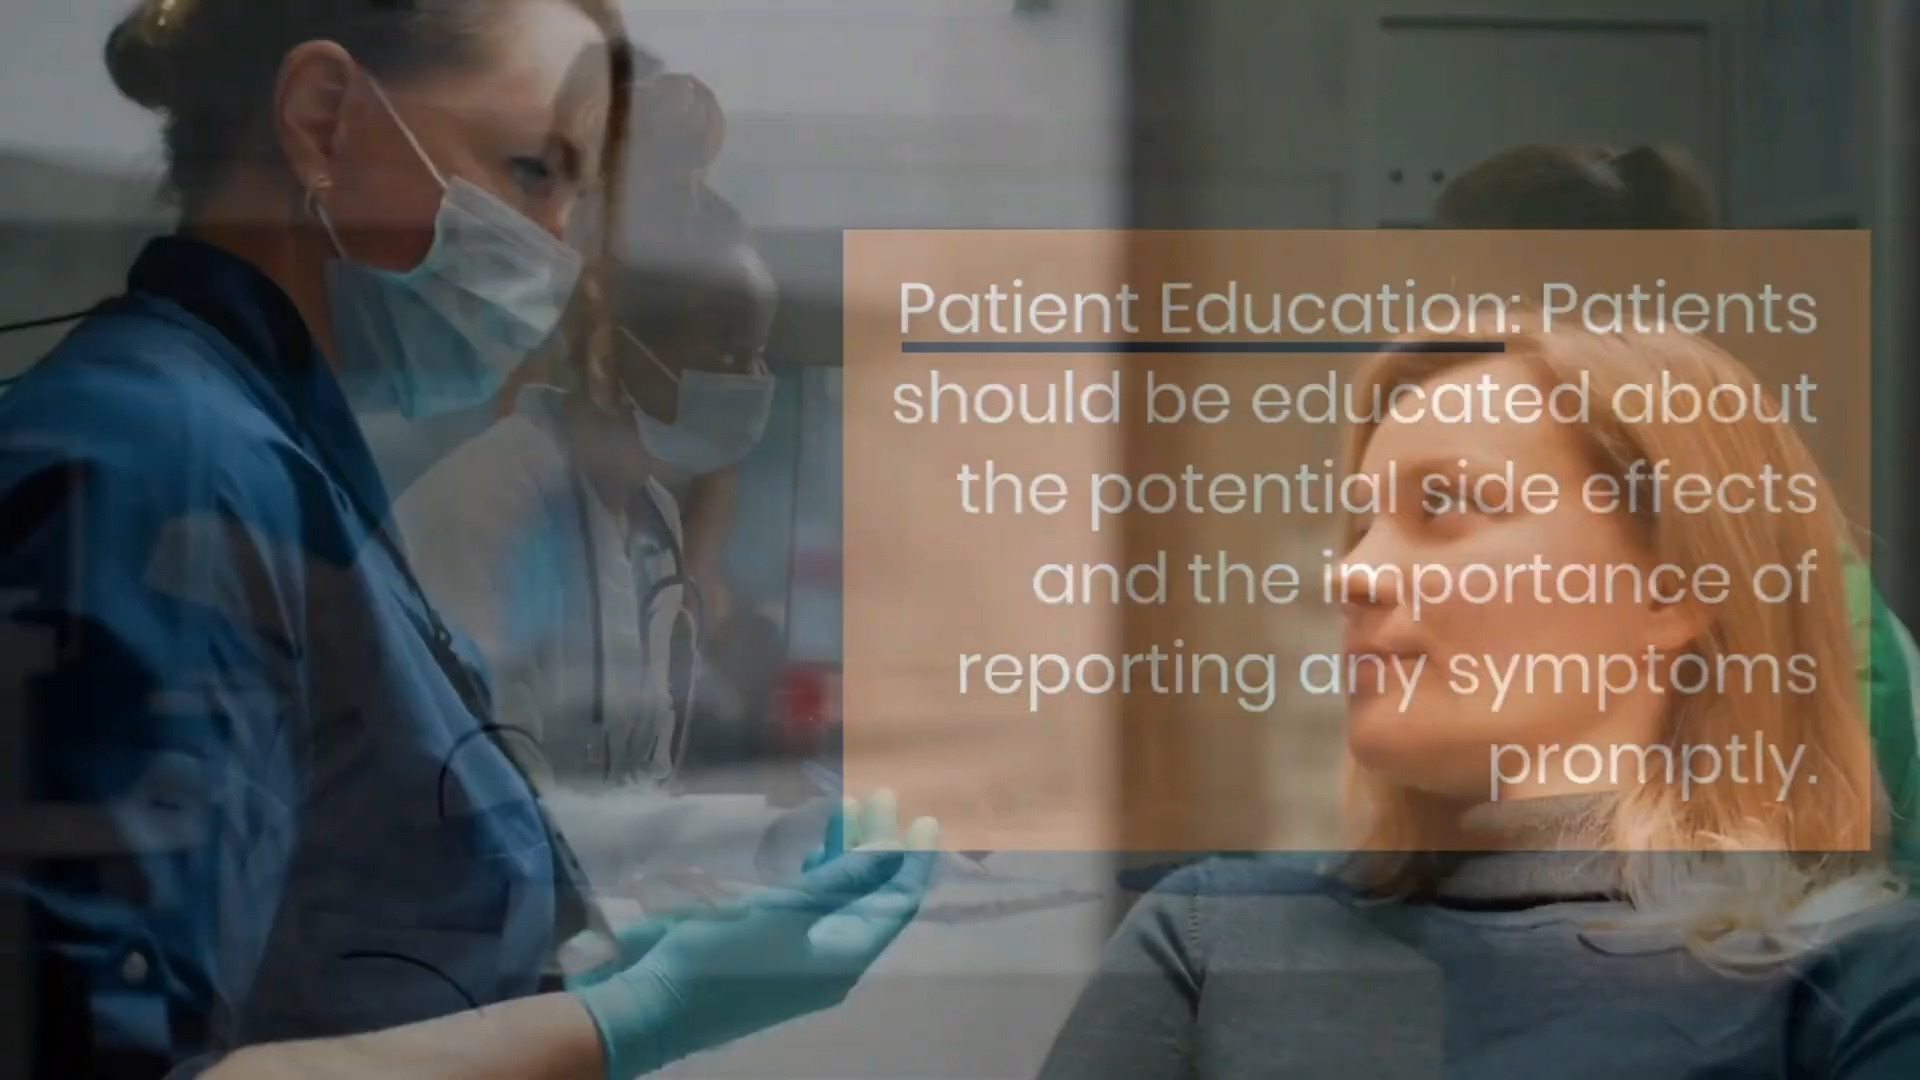 Patient Education: Patients
should be educated about
the potential side effects
and the importance of
reporting any symptoms
promptly.